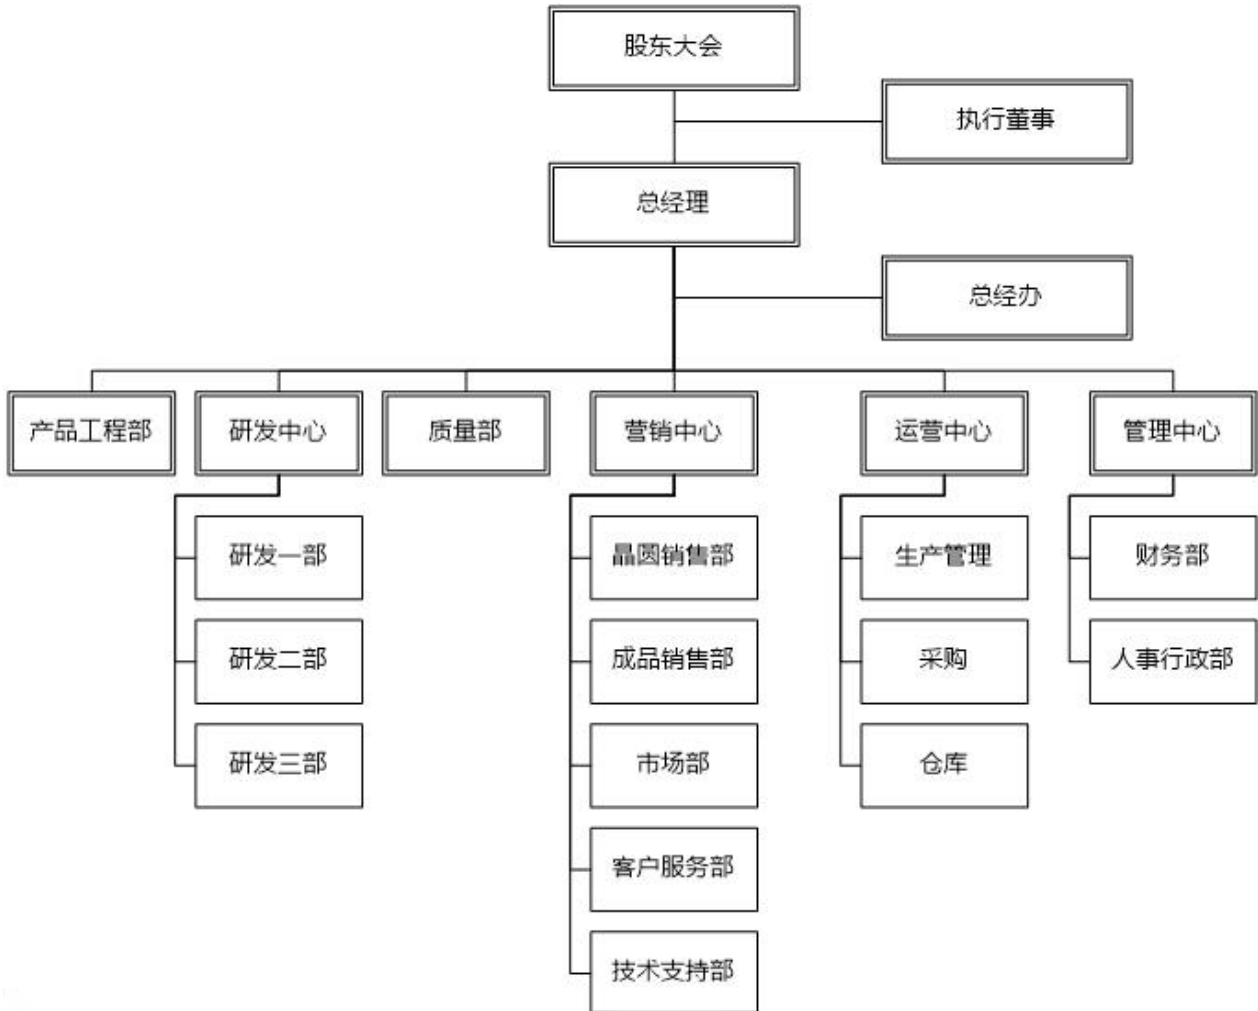 股东大会
执行董事
总经理
总经办
产品工程部
研发中心
质量部
营销中心
运营中心
管理中心
研发一部
晶圆销售部
生产管理
财务部
研发二部
成品销售部
采购
人事行政部
研发三部
市场部
仓库
客户服务部
技术支持部